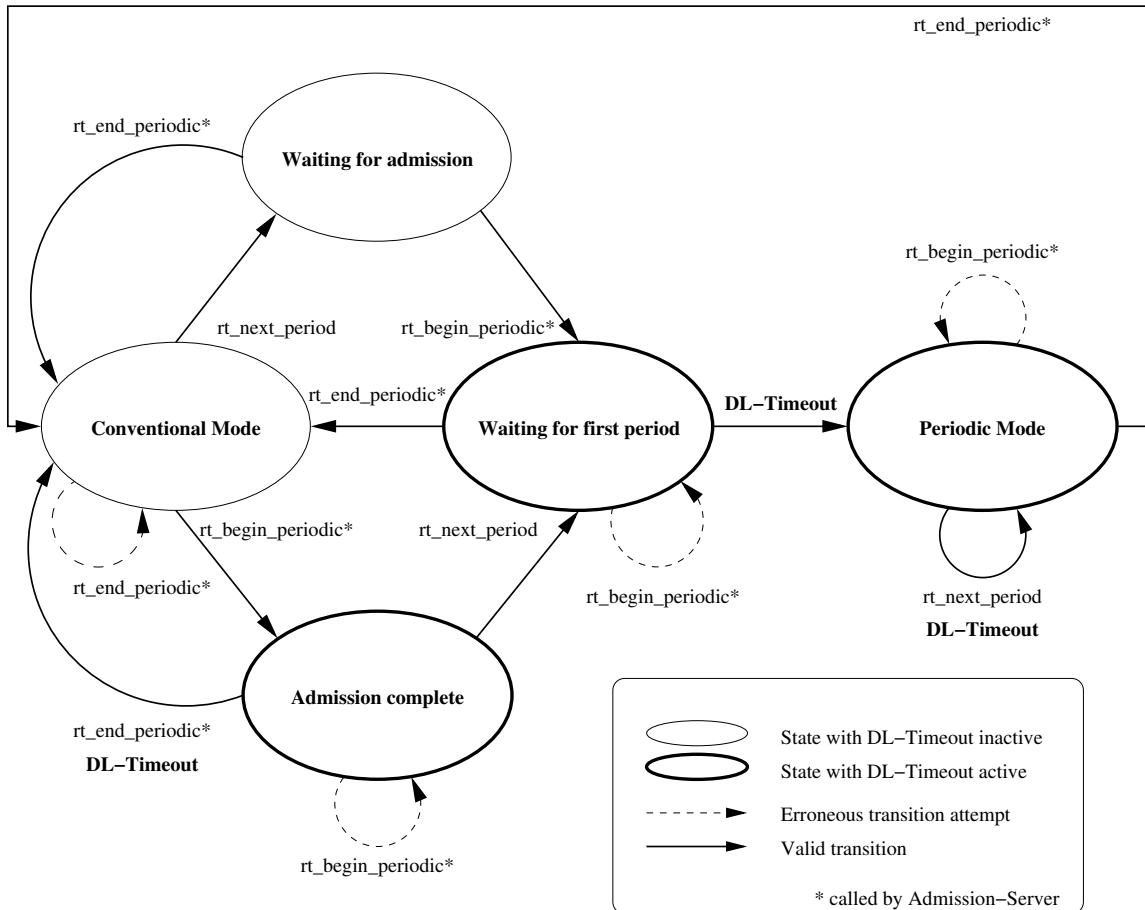 rt_end_periodic*
rt_end_periodic*
Waiting for admission
rt_begin_periodic*
rt_next_period
rt_begin_periodic*
rt_end_periodic*
DL−Timeout
Conventional Mode
Waiting for first period
Periodic Mode
rt_begin_periodic*
rt_next_period
rt_end_periodic*
rt_begin_periodic*
rt_next_period
DL−Timeout
Admission complete
rt_end_periodic*
DL−Timeout
rt_begin_periodic*
State with DL−Timeout inactive
State with DL−Timeout active
Erroneous transition attempt
Valid transition
* called by Admission−Server